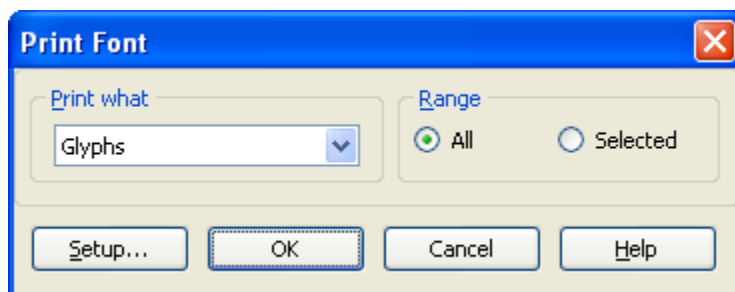 Print Font
Print what
Range
Glyphs
All
Selected
Setup...
OK
Cancel
Help